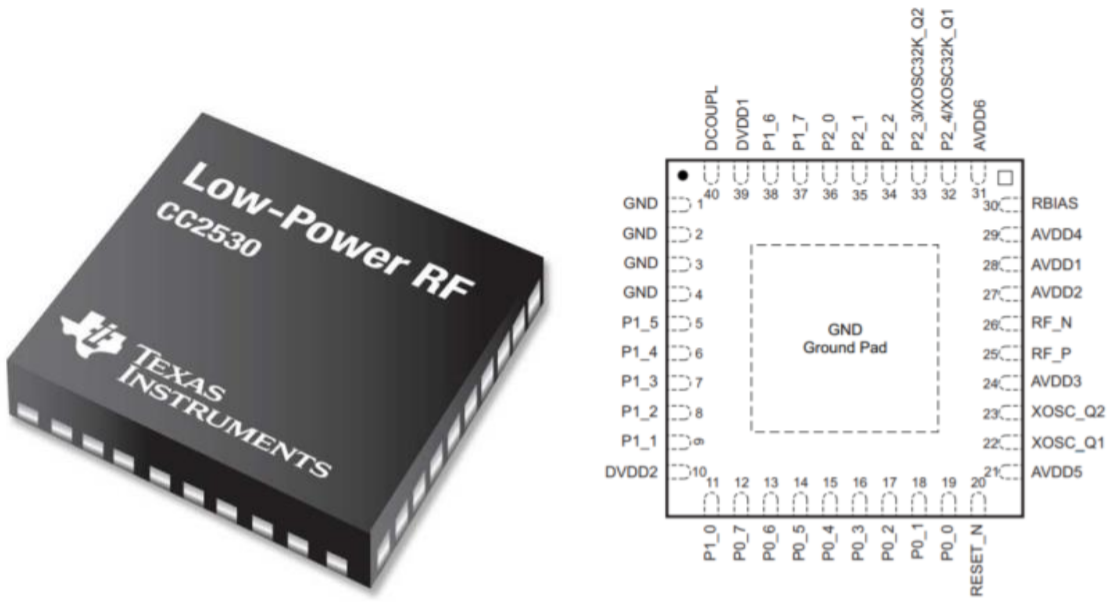 Low-Power RF
CC2530
TI
TEXAS
INSTRUMENTS
DCOUPL
DVDD1
P1_6
P1_7
P2_0
P2_1
P2_2
P2_3/XOSC32K_Q2
P2_4/XOSC32K_Q1
AVDD6
40 39 38 37 36 35 34 33 32 31
GND 1
GND 2
GND 3
GND 4
P1_5 5
P1_4 6
P1_3 7
P1_2 8
P1_1 9
DVDD2 10
GND
Ground Pad
30 RBIAS
29 AVDD4
28 AVDD1
27 AVDD2
26 RF_N
25 RF_P
24 AVDD3
23 XOSC_Q2
22 XOSC_Q1
21 AVDD5
11 12 13 14 15 16 17 18 19 20
P1_0
P0_7
P0_6
P0_5
P0_4
P0_3
P0_2
P0_1
P0_0
RESET_N